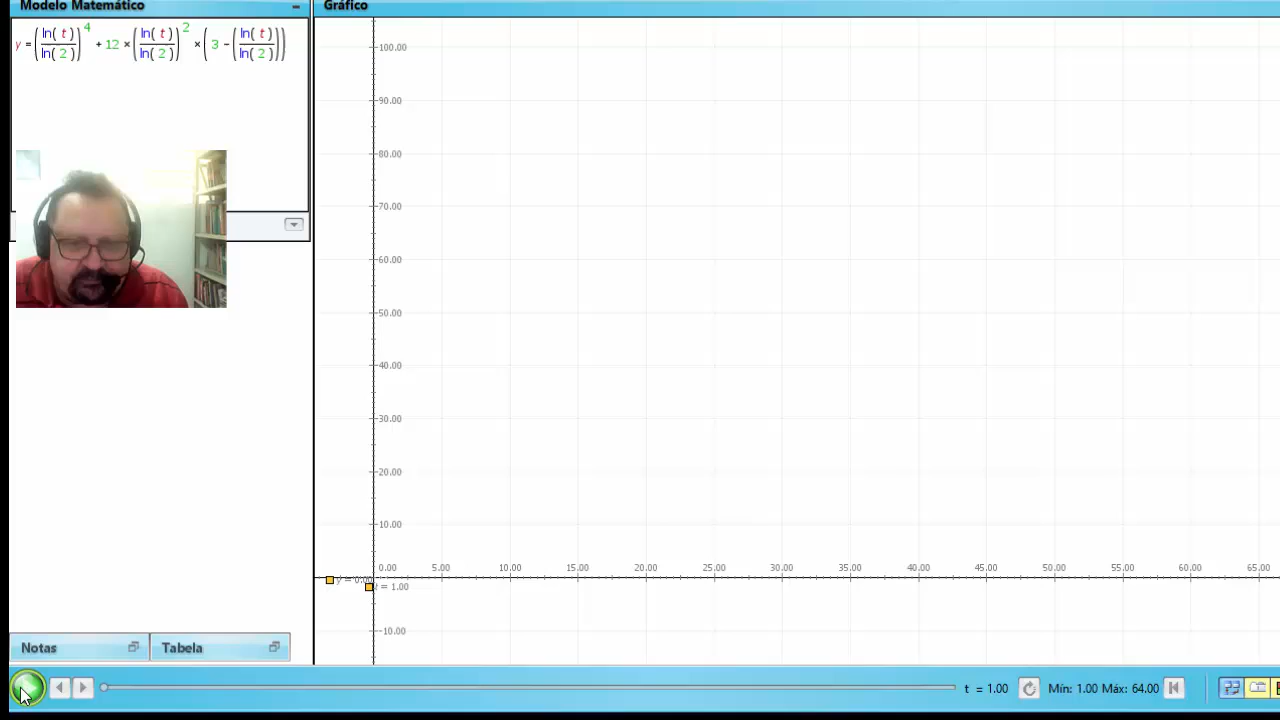 Modelo Matemático
Gráfico
y = (ln( t ) / ln( 2 ))^4 + 12 × (ln( t ) / ln( 2 ))^2 × (3 − (ln( t ) / ln( 2 )))
100.00
90.00
80.00
70.00
60.00
50.00
40.00
30.00
20.00
10.00
0.00 5.00 10.00 15.00 20.00 25.00 30.00 35.00 40.00 45.00 50.00 55.00 60.00 65.00
y = 0.00
t = 1.00
-10.00
Notas
Tabela
t = 1.00 Mín: 1.00 Máx: 64.00